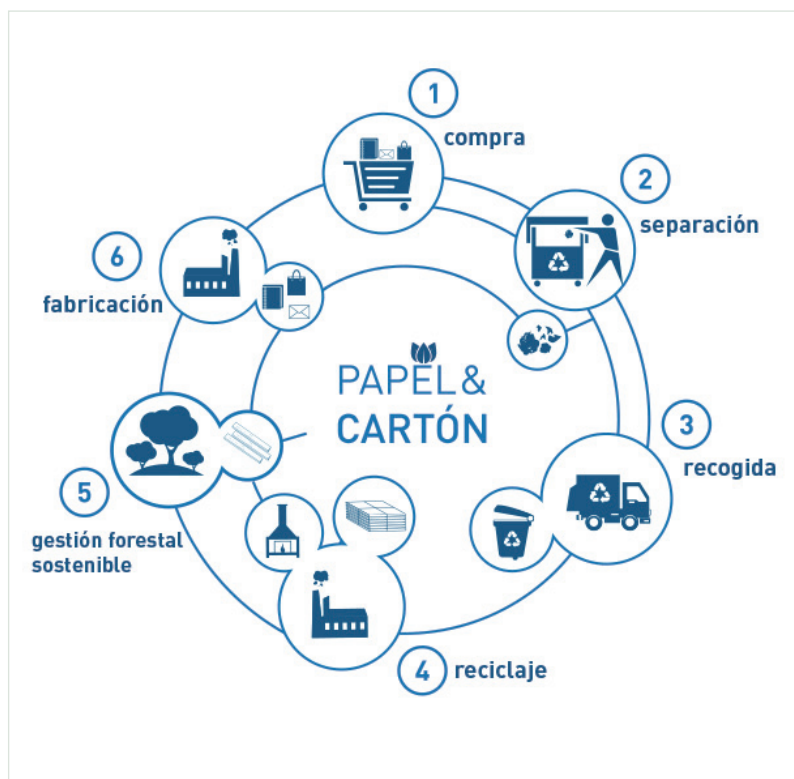 1
compra
2
separación
6
fabricación
PAPEL &
CARTÓN
3
recogida
5
gestión forestal
sostenible
4
reciclaje